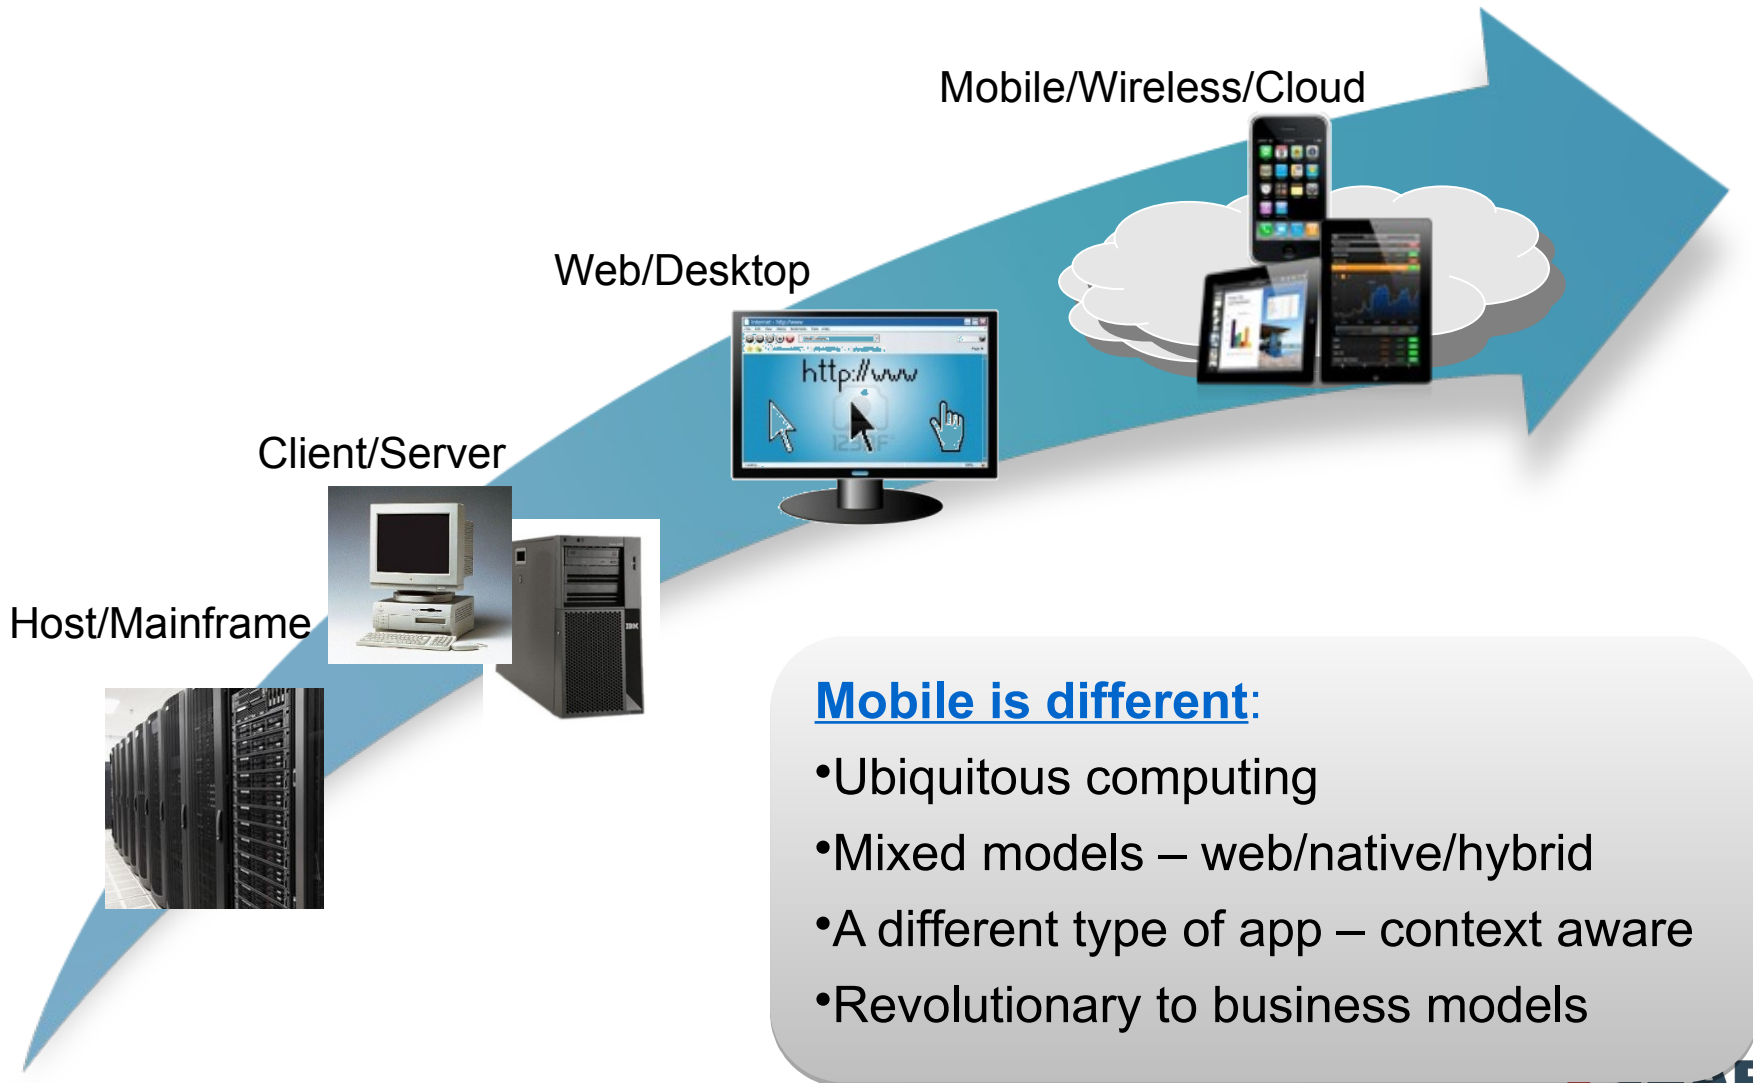 Mobile/Wireless/Cloud
Web/Desktop
http://www
Client/Server
IBM
Host/Mainframe
Mobile is different:
•Ubiquitous computing
•Mixed models – web/native/hybrid
•A different type of app – context aware
•Revolutionary to business models